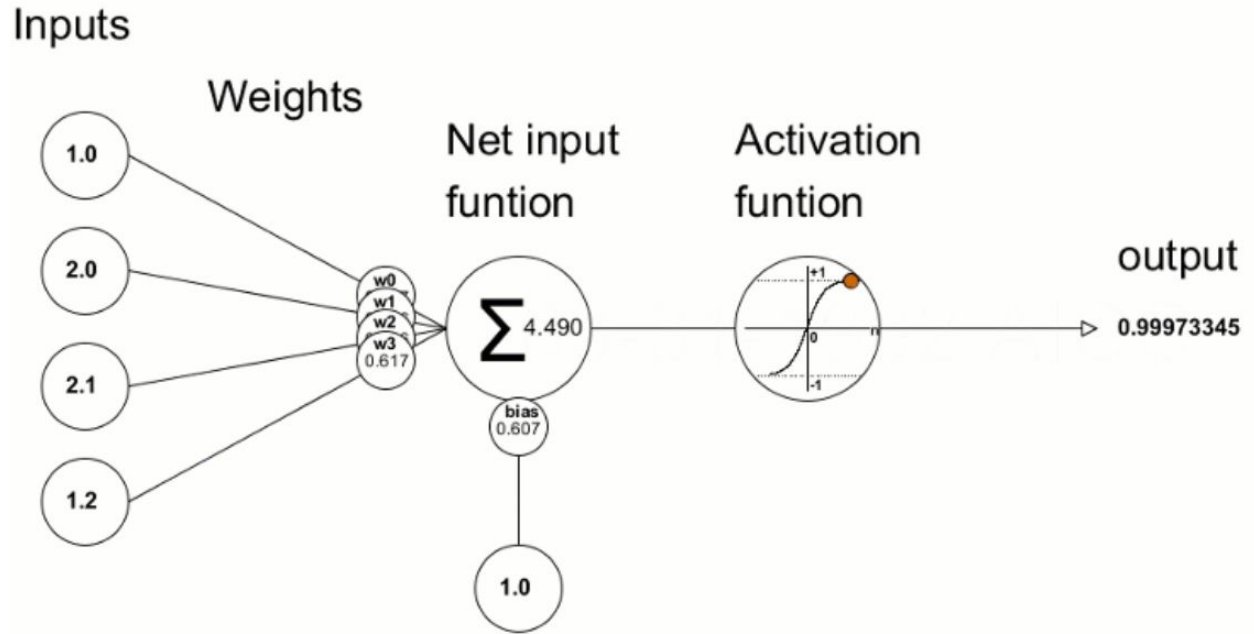 Inputs
Weights
Net input
funtion
Activation
funtion
output
1.0
2.0
2.1
1.2
w0
w1
w2
w3
0.617
Σ 4.490
bias
0.607
1.0
+1
0
n
-1
0.99973345